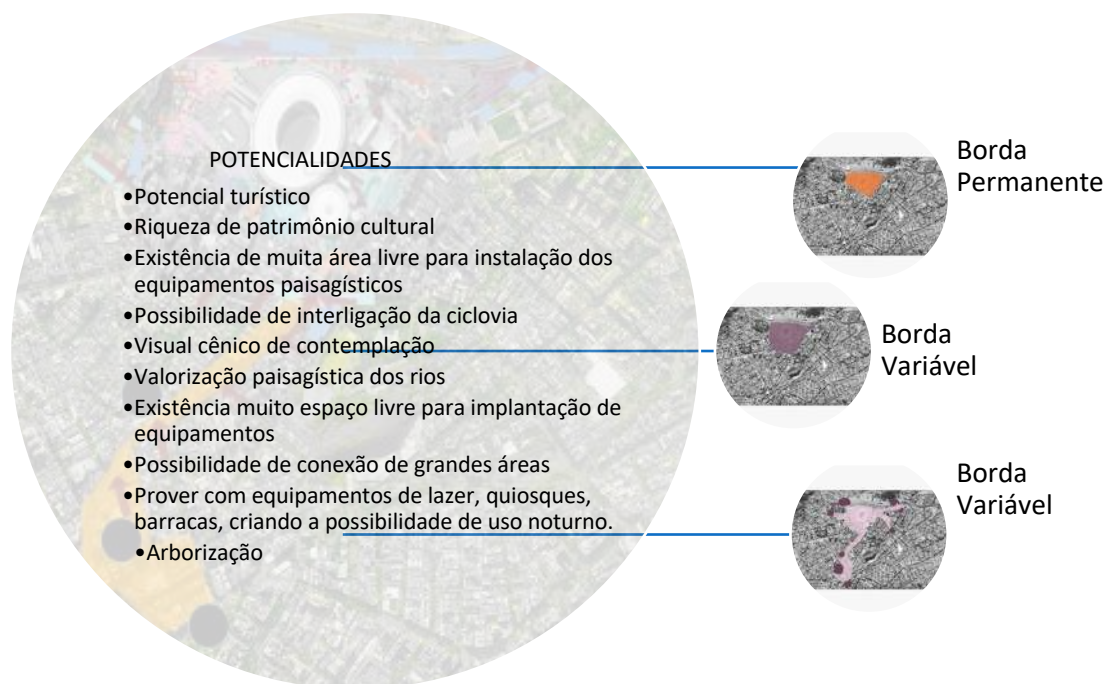 POTENCIALIDADES
•Potencial turístico
•Riqueza de patrimônio cultural
•Existência de muita área livre para instalação dos
equipamentos paisagísticos
•Possibilidade de interligação da ciclovia
•Visual cênico de contemplação
•Valorização paisagística dos rios
•Existência muito espaço livre para implantação de
equipamentos
•Possibilidade de conexão de grandes áreas
•Prover com equipamentos de lazer, quiosques,
barracas, criando a possibilidade de uso noturno.
•Arborização
Borda
Permanente
Borda
Variável
Borda
Variável